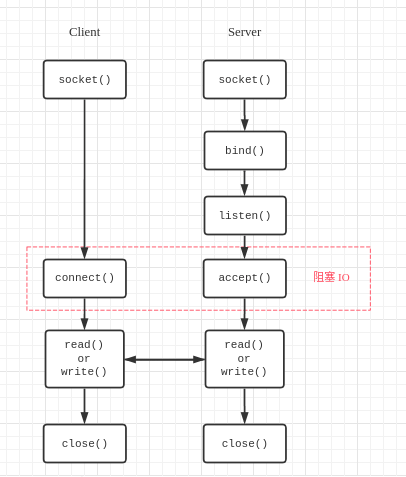 Client
Server
socket()
socket()
bind()
listen()
connect()
accept()
阻塞 IO
read()
or
write()
read()
or
write()
close()
close()